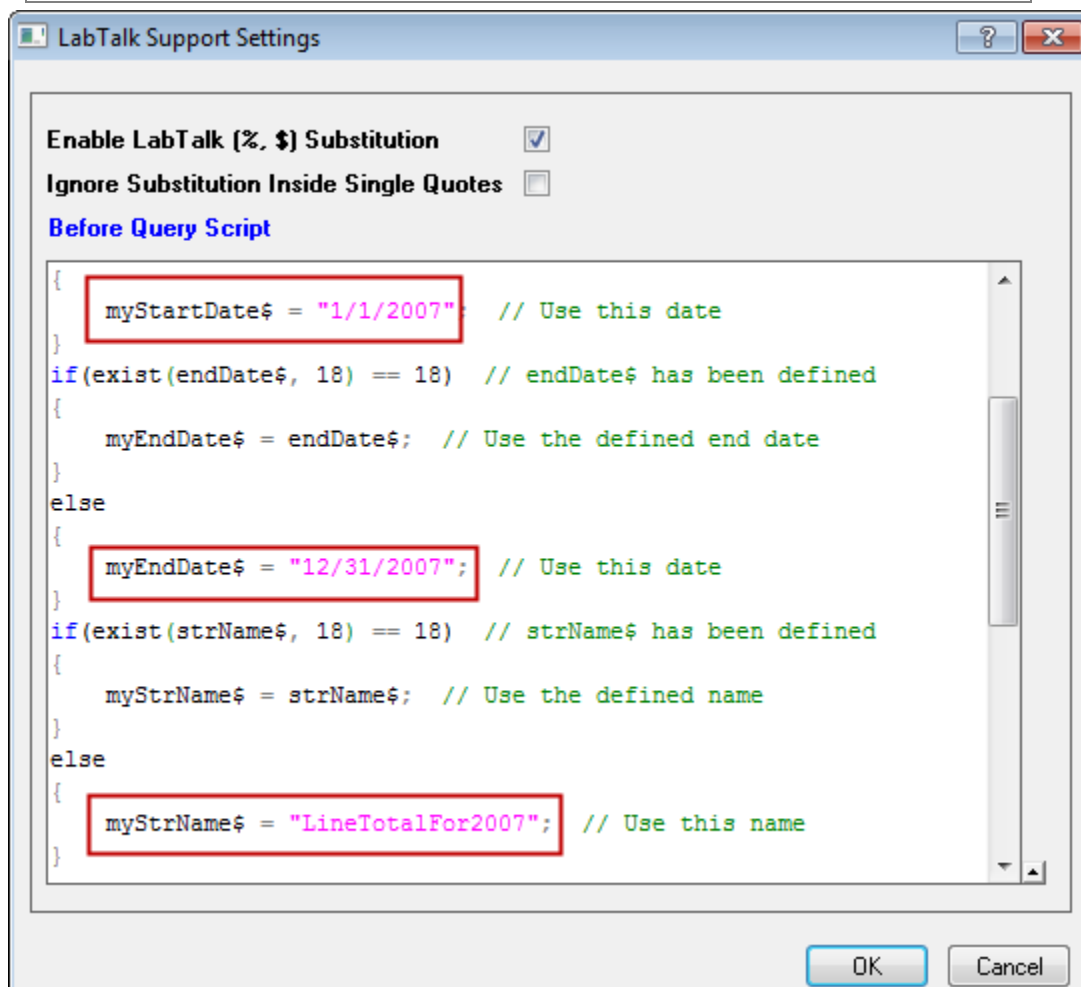 LabTalk Support Settings
Enable LabTalk (%, $) Substitution
Ignore Substitution Inside Single Quotes
Before Query Script
{
    myStartDate$ = "1/1/2007";  // Use this date
}
if(exist(endDate$, 18) == 18)  // endDate$ has been defined
{
    myEndDate$ = endDate$;  // Use the defined end date
}
else
{
    myEndDate$ = "12/31/2007";  // Use this date
}
if(exist(strName$, 18) == 18)  // strName$ has been defined
{
    myStrName$ = strName$;  // Use the defined name
}
else
{
    myStrName$ = "LineTotalFor2007";  // Use this name
}
OK Cancel